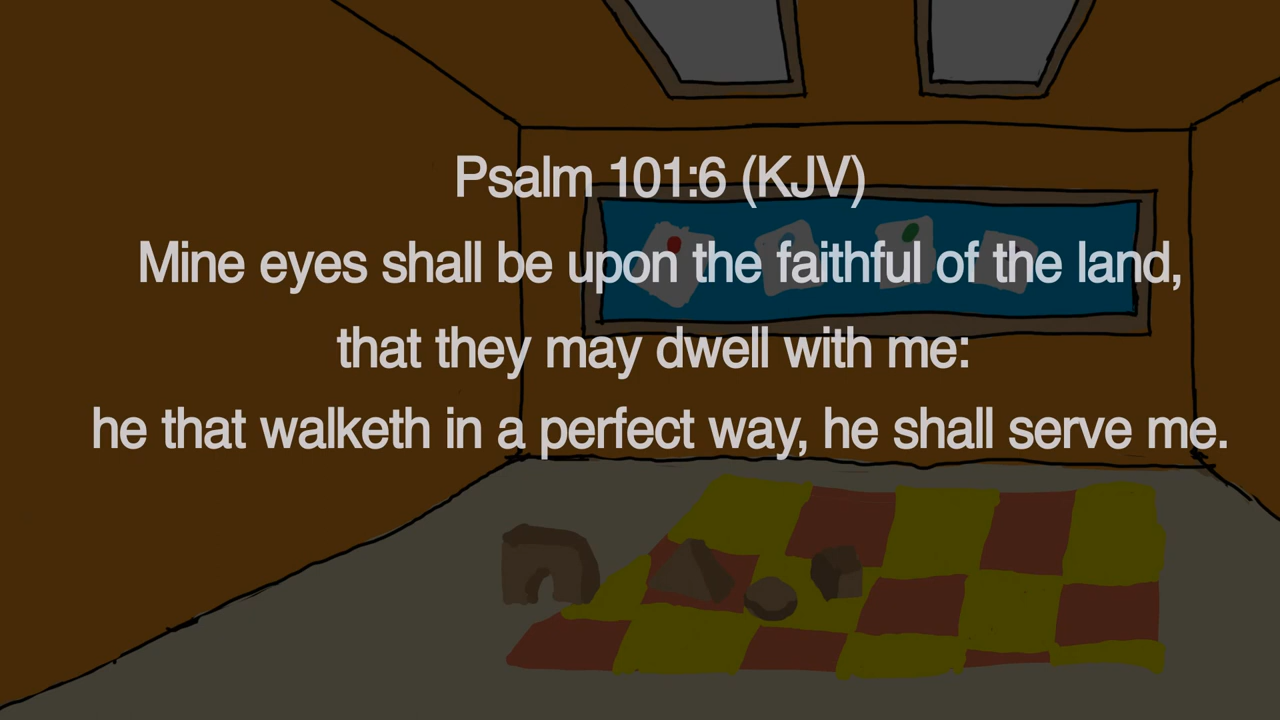 Psalm 101:6 (KJV)
Mine eyes shall be upon the faithful of the land,
that they may dwell with me:
he that walketh in a perfect way, he shall serve me.